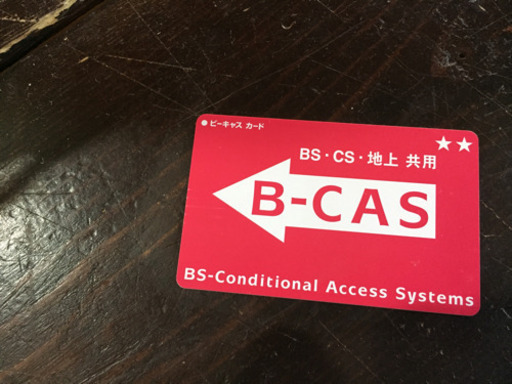 ●ビーキャス カード
★★
BS・CS・地上 共用
B-CAS
BS-Conditional Access Systems